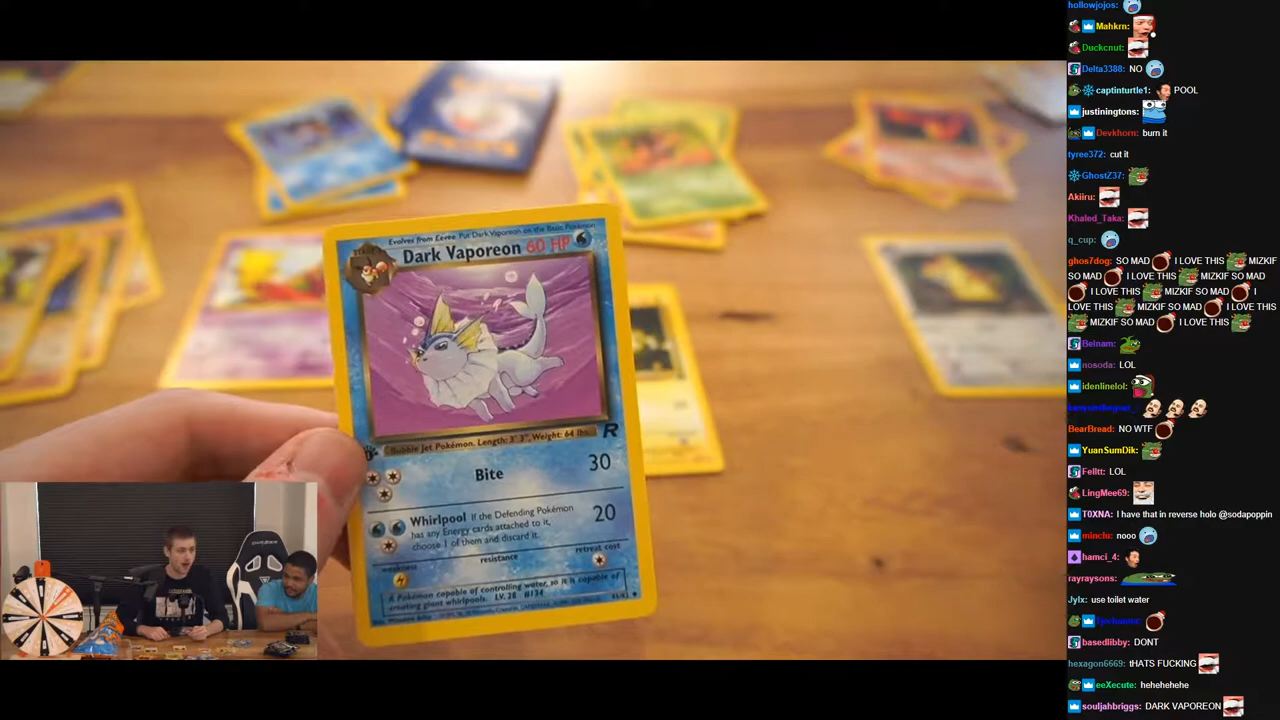 Evolves from Eevee Put Dark Vaporeon on the Basic Pokémon
Dark Vaporeon 60 HP
Bubble Jet Pokémon. Length: 3' 3", Weight: 64 lbs.
R
Bite 30
Whirlpool If the Defending Pokémon
has any Energy cards attached to it,
choose 1 of them and discard it.
20
resistance
retreat cost
A Pokémon capable of controlling water, so it is capable of
creating giant whirlpools. LV. 28 #134
hollowjojos:
Mahkrn:
Duckcnut:
Delta3388: NO
captinturtle1: POOL
justiningtons:
Devkhorn: burn it
tyree372: cut it
GhostZ37:
Akiiru:
Khaled_Taka:
q_cup:
ghos7dog: SO MAD I LOVE THIS MIZKIF
SO MAD I LOVE THIS MIZKIF SO MAD
I LOVE THIS MIZKIF SO MAD I
LOVE THIS MIZKIF SO MAD I LOVE THIS
MIZKIF SO MAD I LOVE THIS
Belnam:
nosoda: LOL
idenlinelol:
BearBread: NO WTF
YuanSumDik:
Felltt: LOL
LingMee69:
T0XNA: I have that in reverse holo @sodapoppin
minclu: nooo
hamci_4:
rayraysons:
Jylx: use toilet water
basedlibby: DONT
hexagon6669: tHATS FUCKING
eeXecute: hehehehehe
souljahbriggs: DARK VAPOREON